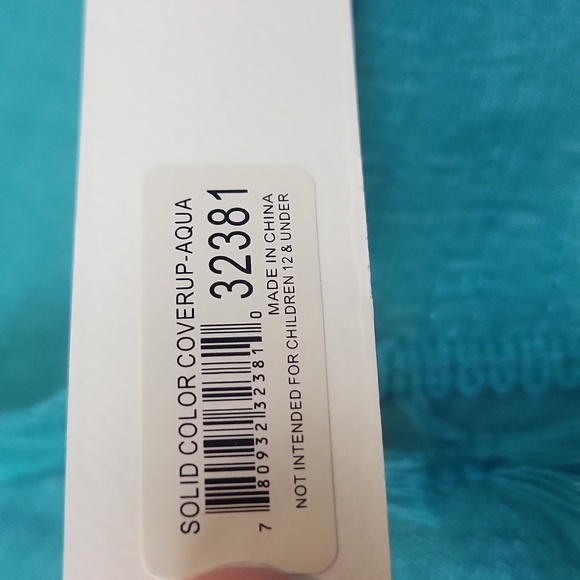 SOLID COLOR COVERUP-AQUA
32381
7 80932 32381 0
MADE IN CHINA
NOT INTENDED FOR CHILDREN 12 & UNDER